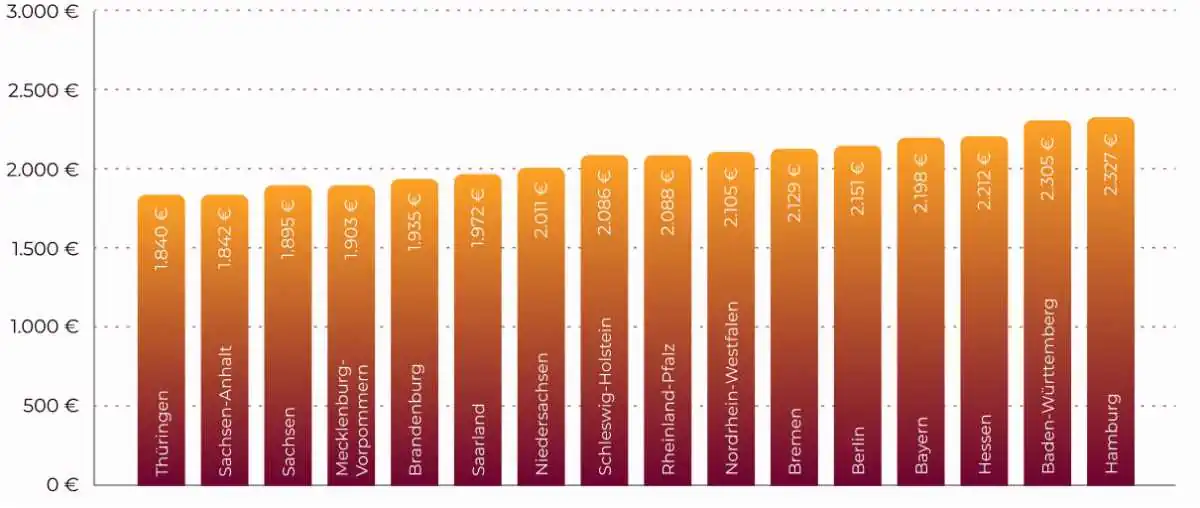 3.000 €
2.500 €
2.000 €
1.500 €
1.000 €
500 €
0 €
1.840 €
1.842 €
1.895 €
1.903 €
1.935 €
1.972 €
2.011 €
2.086 €
2.088 €
2.105 €
2.129 €
2.151 €
2.198 €
2.212 €
2.305 €
2.327 €
Thüringen
Sachsen-Anhalt
Sachsen
Mecklenburg-
Vorpommern
Brandenburg
Saarland
Niedersachsen
Schleswig-Holstein
Rheinland-Pfalz
Nordrhein-Westfalen
Bremen
Berlin
Bayern
Hessen
Baden-Württemberg
Hamburg